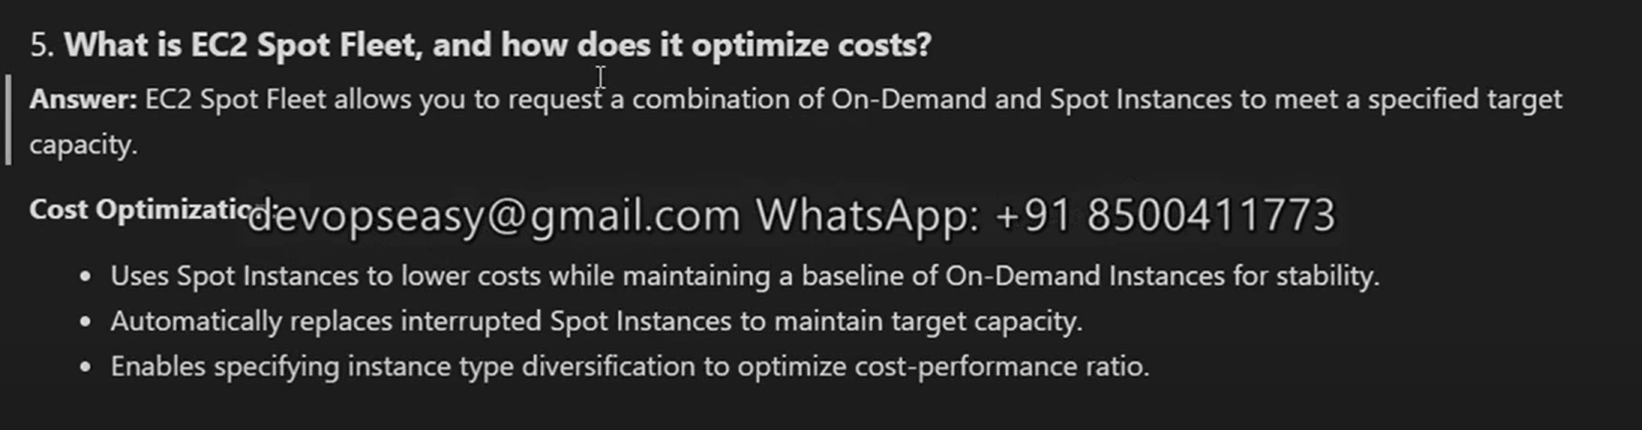 5. What is EC2 Spot Fleet, and how does it optimize costs?
Answer: EC2 Spot Fleet allows you to request a combination of On-Demand and Spot Instances to meet a specified target
capacity.
Cost Optimization:
devopseasy@gmail.com WhatsApp: +91 8500411773
• Uses Spot Instances to lower costs while maintaining a baseline of On-Demand Instances for stability.
• Automatically replaces interrupted Spot Instances to maintain target capacity.
• Enables specifying instance type diversification to optimize cost-performance ratio.